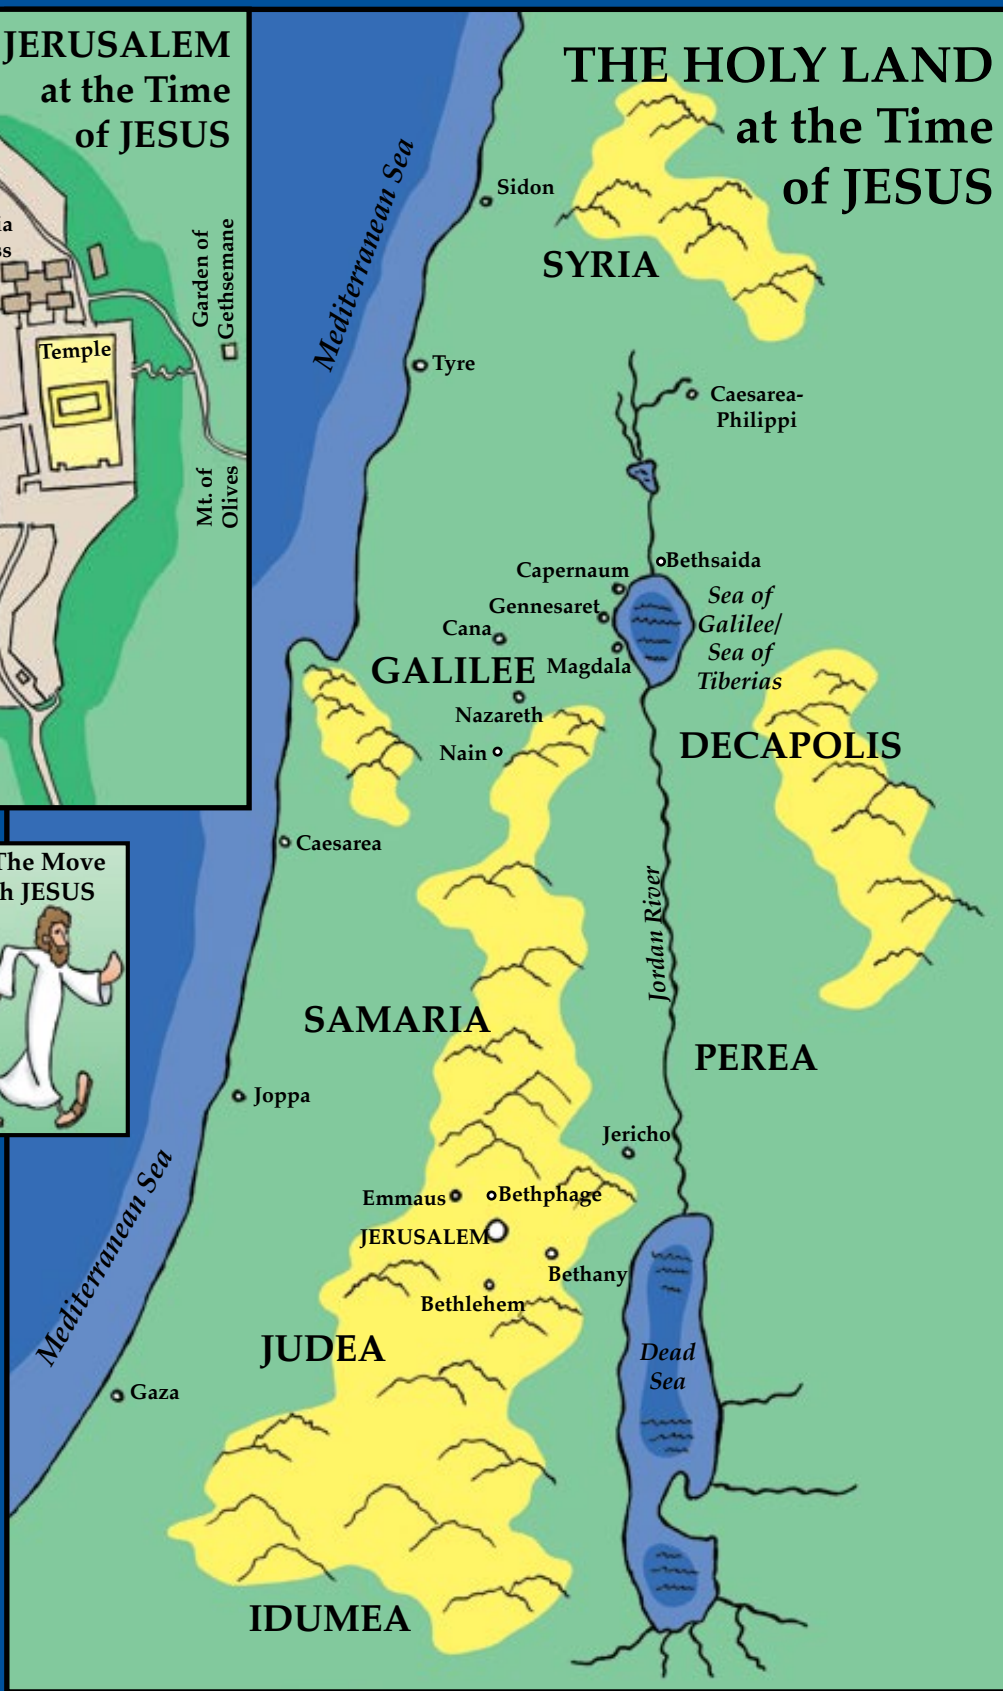 JERUSALEM
at the Time
of JESUS
Garden of
Gethsemane
Temple
Mt. of
Olives
The Move
JESUS
THE HOLY LAND
at the Time
of JESUS
Mediterranean Sea
Sidon
SYRIA
Tyre
Caesarea-
Philippi
Bethsaida
Capernaum
Gennesaret
Cana
Sea of
Galilee/
Sea of
Tiberias
GALILEE
Magdala
Nazareth
Nain
DECAPOLIS
Caesarea
Jordan River
SAMARIA
PEREA
Joppa
Jericho
Emmaus
Bethphage
JERUSALEM
Bethany
Bethlehem
Mediterranean Sea
JUDEA
Dead
Sea
Gaza
IDUMEA